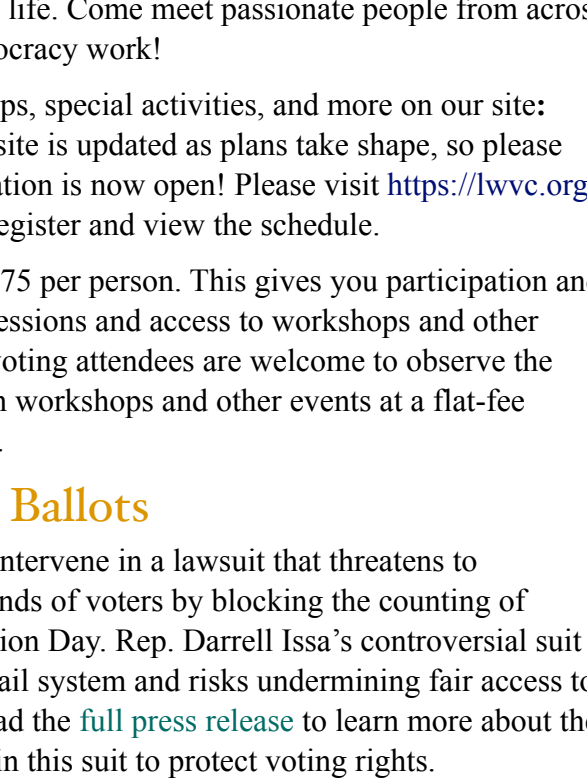 life. Come meet passionate people from acros
ocracy work!
ps, special activities, and more on our site:
site is updated as plans take shape, so please
ation is now open! Please visit https://lwvc.org
egister and view the schedule.
75 per person. This gives you participation an
essions and access to workshops and other
voting attendees are welcome to observe the
n workshops and other events at a flat-fee
.
Ballots
ntervene in a lawsuit that threatens to
nds of voters by blocking the counting of
ion Day. Rep. Darrell Issa’s controversial suit
ail system and risks undermining fair access to
ad the full press release to learn more about the
in this suit to protect voting rights.